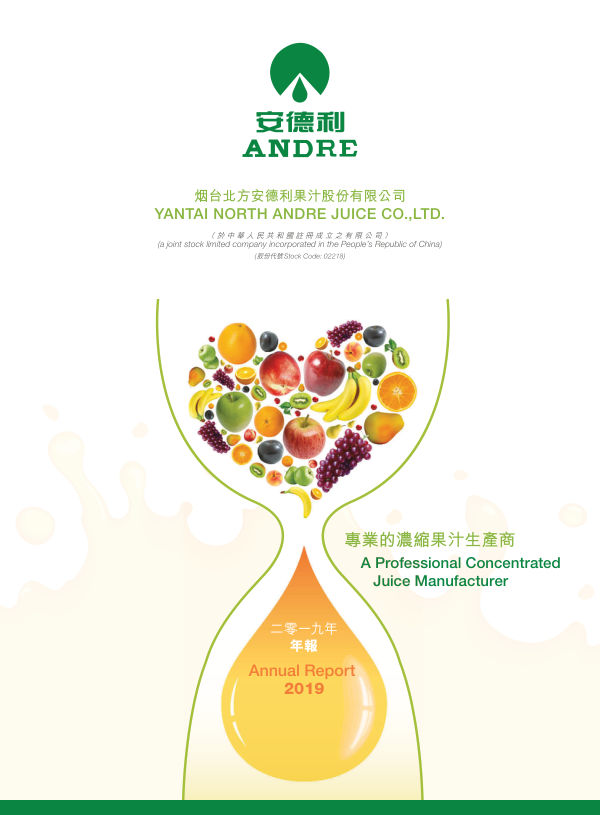 安德利
ANDRE
烟台北方安德利果汁股份有限公司
YANTAI NORTH ANDRE JUICE CO.,LTD.
（於中華人民共和國註冊成立之有限公司）
(a joint stock limited company incorporated in the People's Republic of China)
(股份代號Stock Code: 02218)
專業的濃縮果汁生產商
A Professional Concentrated
Juice Manufacturer
二零一九年
年報
Annual Report
2019